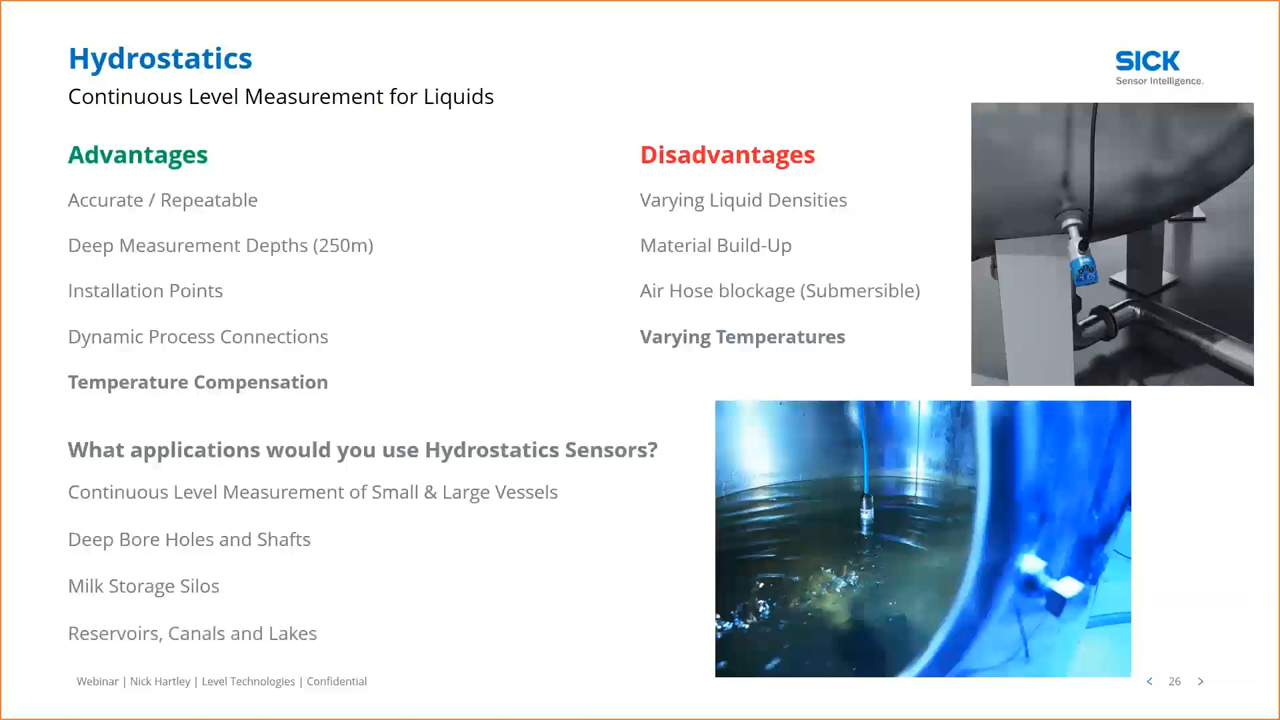 Hydrostatics
Continuous Level Measurement for Liquids
SICK
Sensor Intelligence.
Advantages
Accurate / Repeatable
Deep Measurement Depths (250m)
Installation Points
Dynamic Process Connections
Temperature Compensation
Disadvantages
Varying Liquid Densities
Material Build-Up
Air Hose blockage (Submersible)
Varying Temperatures
What applications would you use Hydrostatics Sensors?
Continuous Level Measurement of Small & Large Vessels
Deep Bore Holes and Shafts
Milk Storage Silos
Reservoirs, Canals and Lakes
Webinar | Nick Hartley | Level Technologies | Confidential
< 26 >